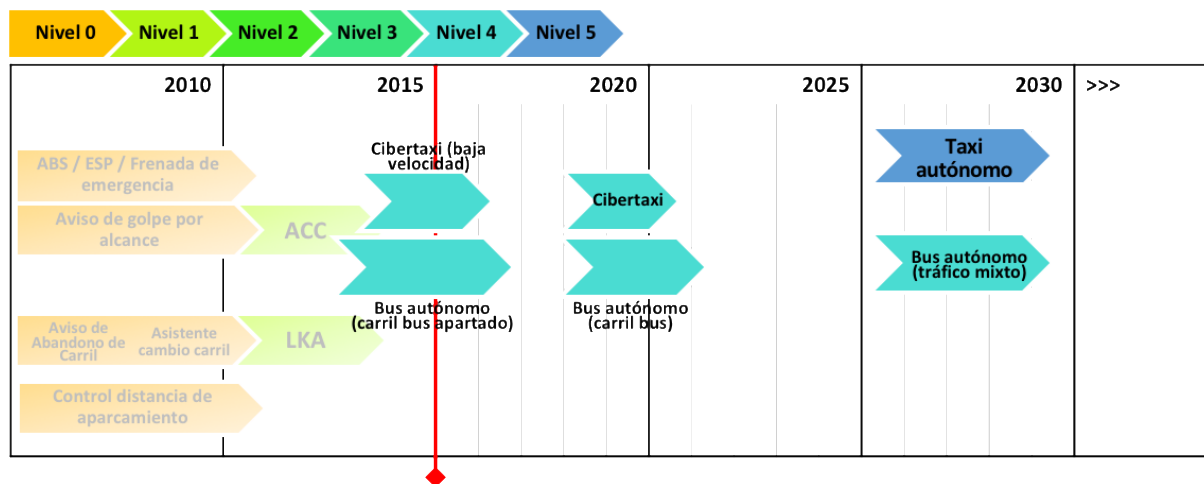 Nivel 0 Nivel 1 Nivel 2 Nivel 3 Nivel 4 Nivel 5
2010 2015 2020 2025 2030 >>>
ABS / ESP / Frenada de
emergencia
Cibertaxi (baja
velocidad)
Cibertaxi
Taxi
autónomo
Aviso de golpe por
alcance
ACC
Bus autónomo
(carril bus apartado)
Bus autónomo
(carril bus)
Bus autónomo
(tráfico mixto)
Aviso de
Abandono de
Carril
Asistente
cambio carril
LKA
Control distancia de
aparcamiento